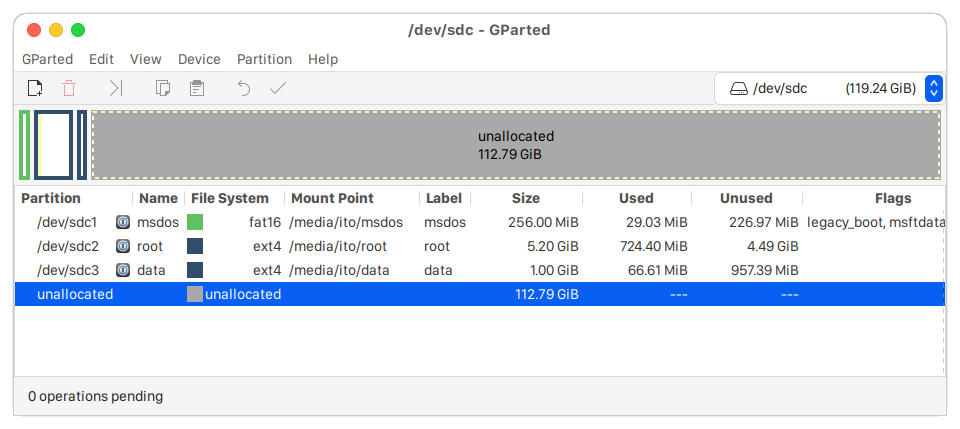 /dev/sdc - GParted
GParted Edit View Device Partition Help
/dev/sdc (119.24 GiB)
unallocated
112.79 GiB
Partition Name File System Mount Point Label Size Used Unused Flags
/dev/sdc1 msdos fat16 /media/ito/msdos msdos 256.00 MiB 29.03 MiB 226.97 MiB legacy_boot, msftdata
/dev/sdc2 root ext4 /media/ito/root root 5.20 GiB 724.40 MiB 4.49 GiB
/dev/sdc3 data ext4 /media/ito/data data 1.00 GiB 66.61 MiB 957.39 MiB
unallocated unallocated 112.79 GiB --- ---
0 operations pending